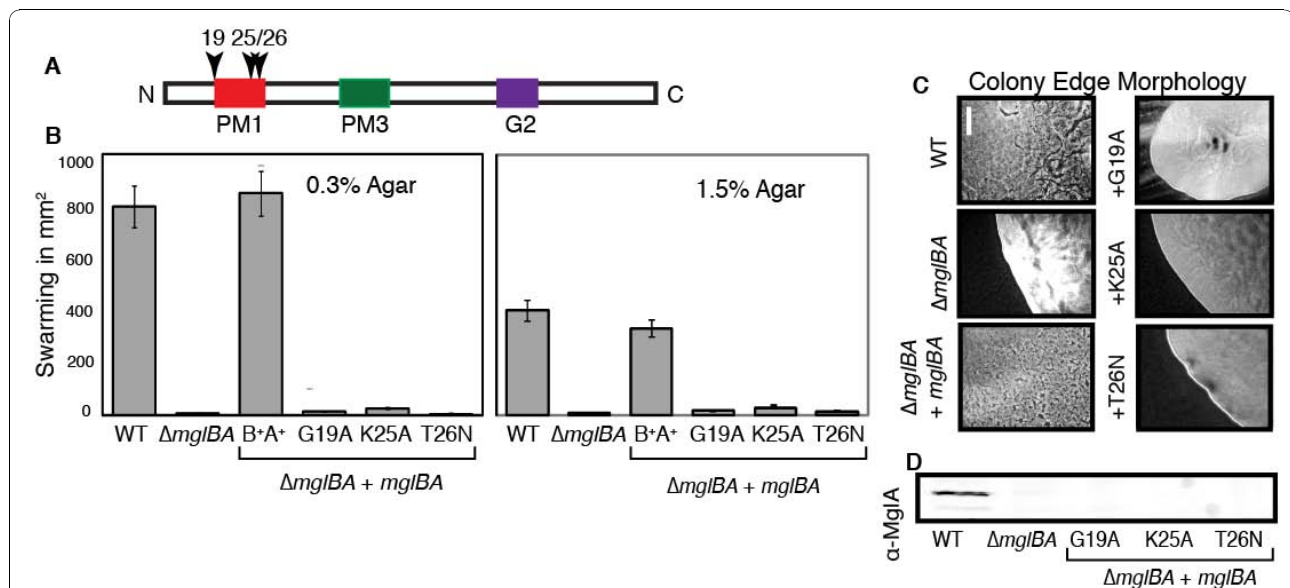 A
19 25/26
N
C
PM1 PM3 G2
B
Swarming in mm²
1000
800
600
400
200
0
0.3% Agar
WT ΔmglBA B⁺A⁺ G19A K25A T26N
ΔmglBA + mglBA
1.5% Agar
WT ΔmglBA B⁺A⁺ G19A K25A T26N
ΔmglBA + mglBA
C
Colony Edge Morphology
WT
+G19A
ΔmglBA
+K25A
ΔmglBA
+ mglBA
+T26N
D
α-MglA
WT ΔmglBA G19A K25A T26N
ΔmglBA + mglBA